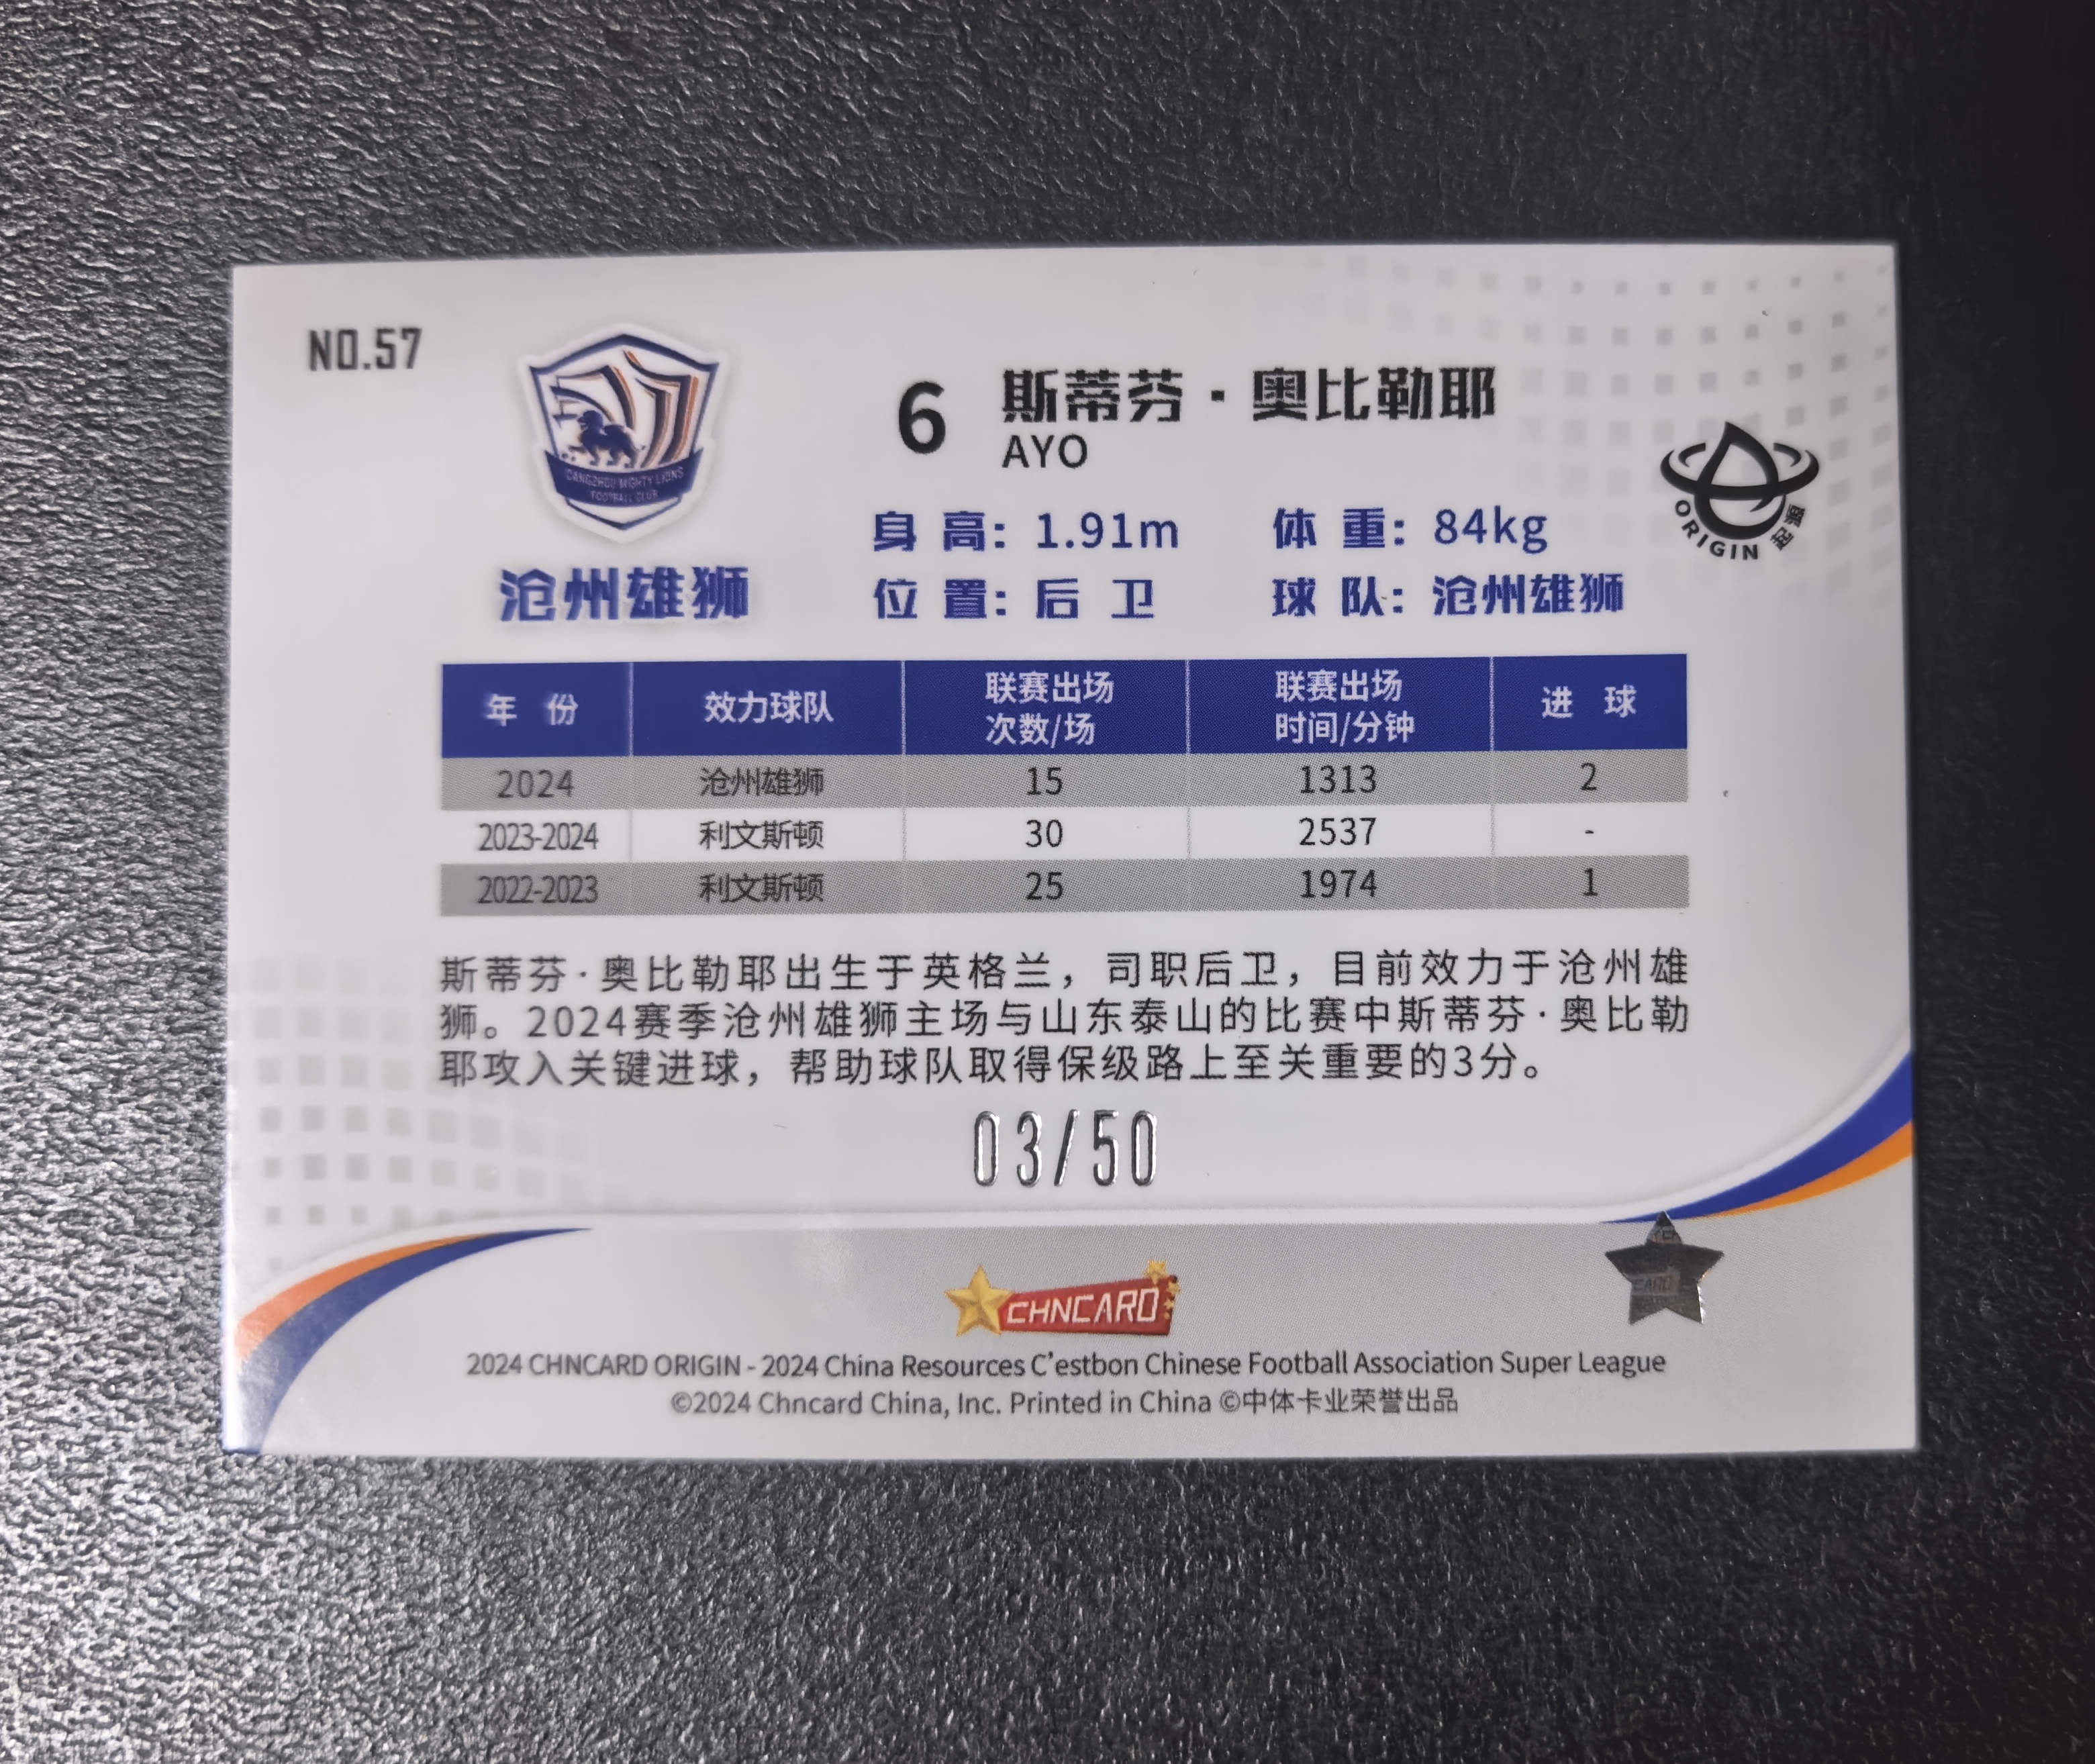 NO.57
CANGZHOU MIGHTY LIONS
FOOTBALL CLUB
沧州雄狮
6 斯蒂芬·奥比勒耶
AYO
身 高: 1.91m 体 重: 84kg
位 置: 后 卫 球 队: 沧州雄狮
ORIGIN 起源
年 份 效力球队 联赛出场次数/场 联赛出场时间/分钟 进 球
2024 沧州雄狮 15 1313 2
2023-2024 利文斯顿 30 2537 -
2022-2023 利文斯顿 25 1974 1
斯蒂芬·奥比勒耶出生于英格兰，司职后卫，目前效力于沧州雄
狮。2024赛季沧州雄狮主场与山东泰山的比赛中斯蒂芬·奥比勒
耶攻入关键进球，帮助球队取得保级路上至关重要的3分。
03/50
CHNCARD
2024 CHNCARD ORIGIN - 2024 China Resources C'estbon Chinese Football Association Super League
©2024 Chncard China, Inc. Printed in China ©中体卡业荣誉出品